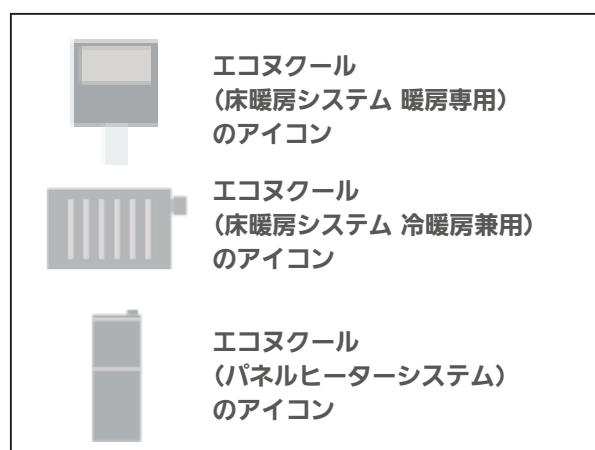 エコヌクール
（床暖房システム 暖房専用）
のアイコン
エコヌクール
（床暖房システム 冷暖房兼用）
のアイコン
エコヌクール
（パネルヒーターシステム）
のアイコン